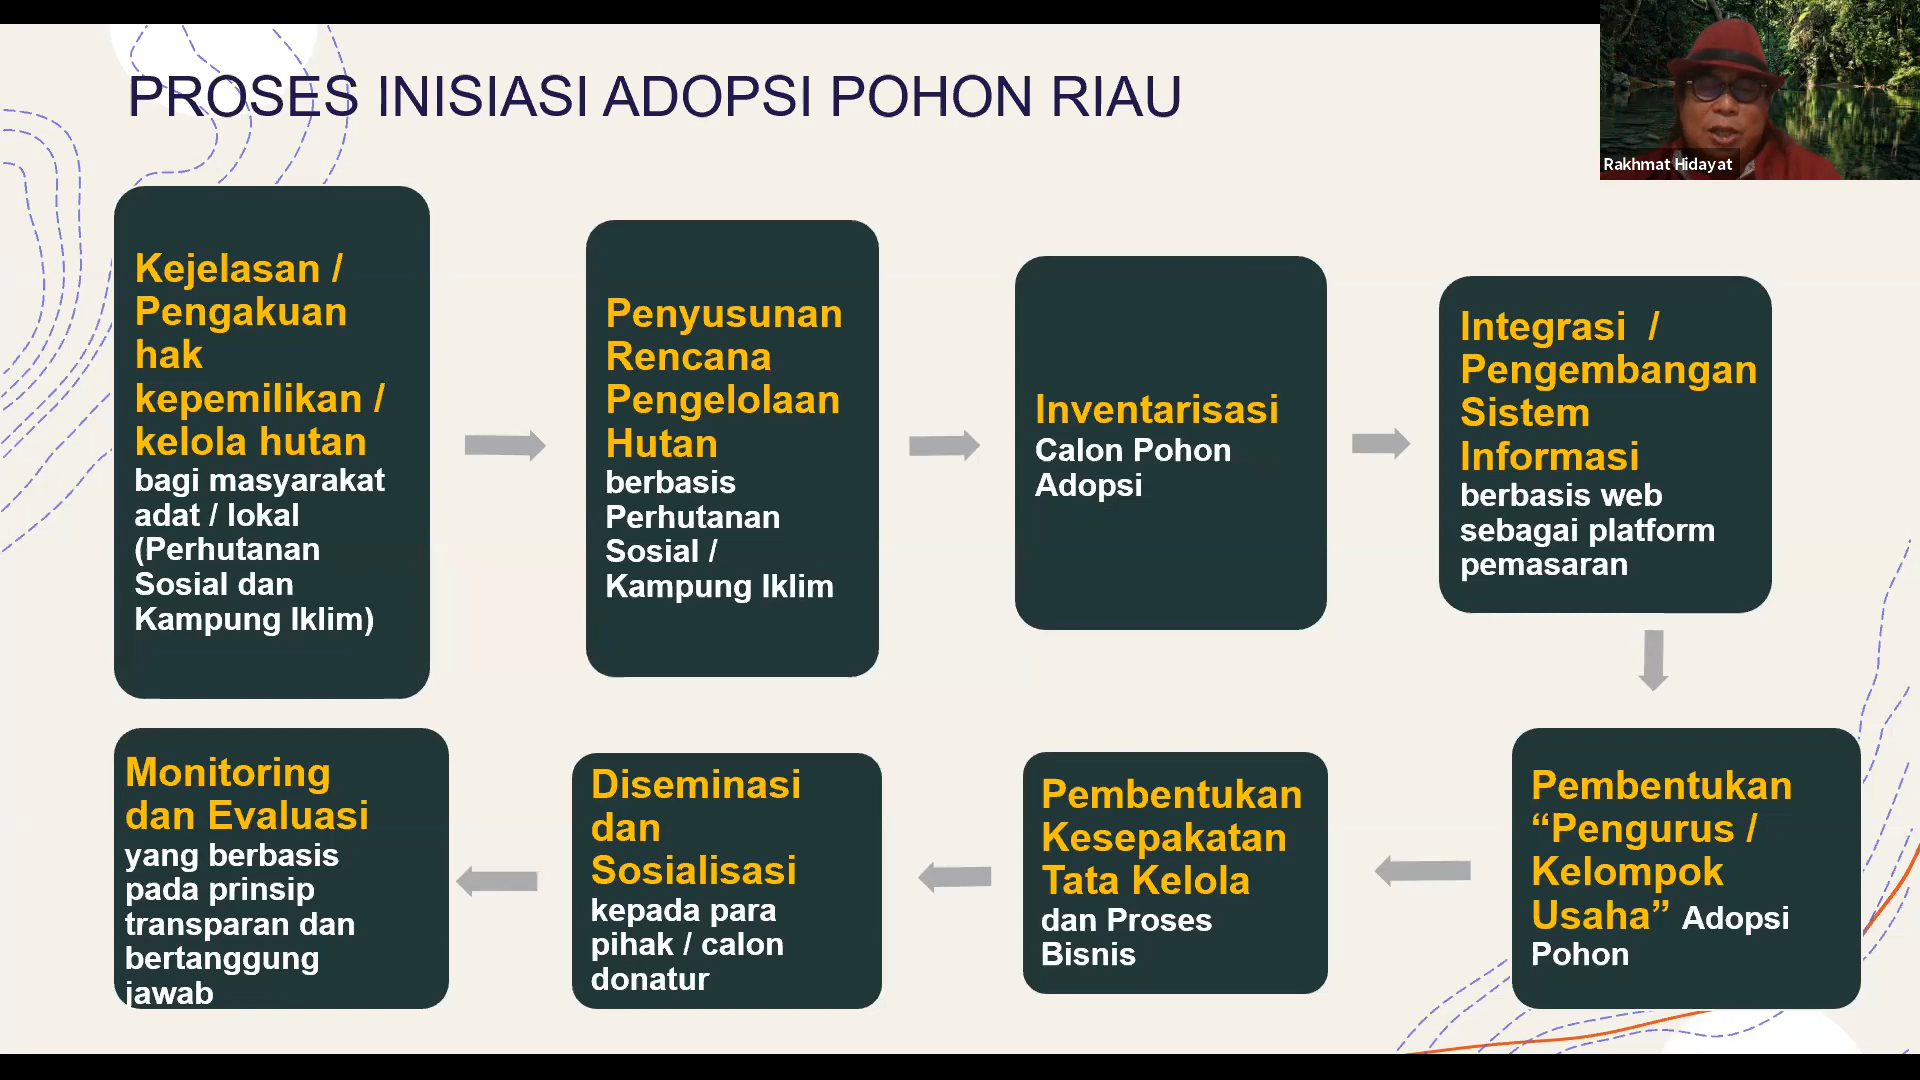 PROSES INISIASI ADOPSI POHON RIAU
Rakhmat Hidayat
Kejelasan /
Pengakuan
hak
kepemilikan /
kelola hutan
bagi masyarakat
adat / lokal
(Perhutanan
Sosial dan
Kampung Iklim)
Penyusunan
Rencana
Pengelolaan
Hutan
berbasis
Perhutanan
Sosial /
Kampung Iklim
Inventarisasi
Calon Pohon
Adopsi
Integrasi /
Pengembangan
Sistem
Informasi
berbasis web
sebagai platform
pemasaran
Pembentukan
“Pengurus /
Kelompok
Usaha” Adopsi
Pohon
Pembentukan
Kesepakatan
Tata Kelola
dan Proses
Bisnis
Diseminasi
dan
Sosialisasi
kepada para
pihak / calon
donatur
Monitoring
dan Evaluasi
yang berbasis
pada prinsip
transparan dan
bertanggung
jawab